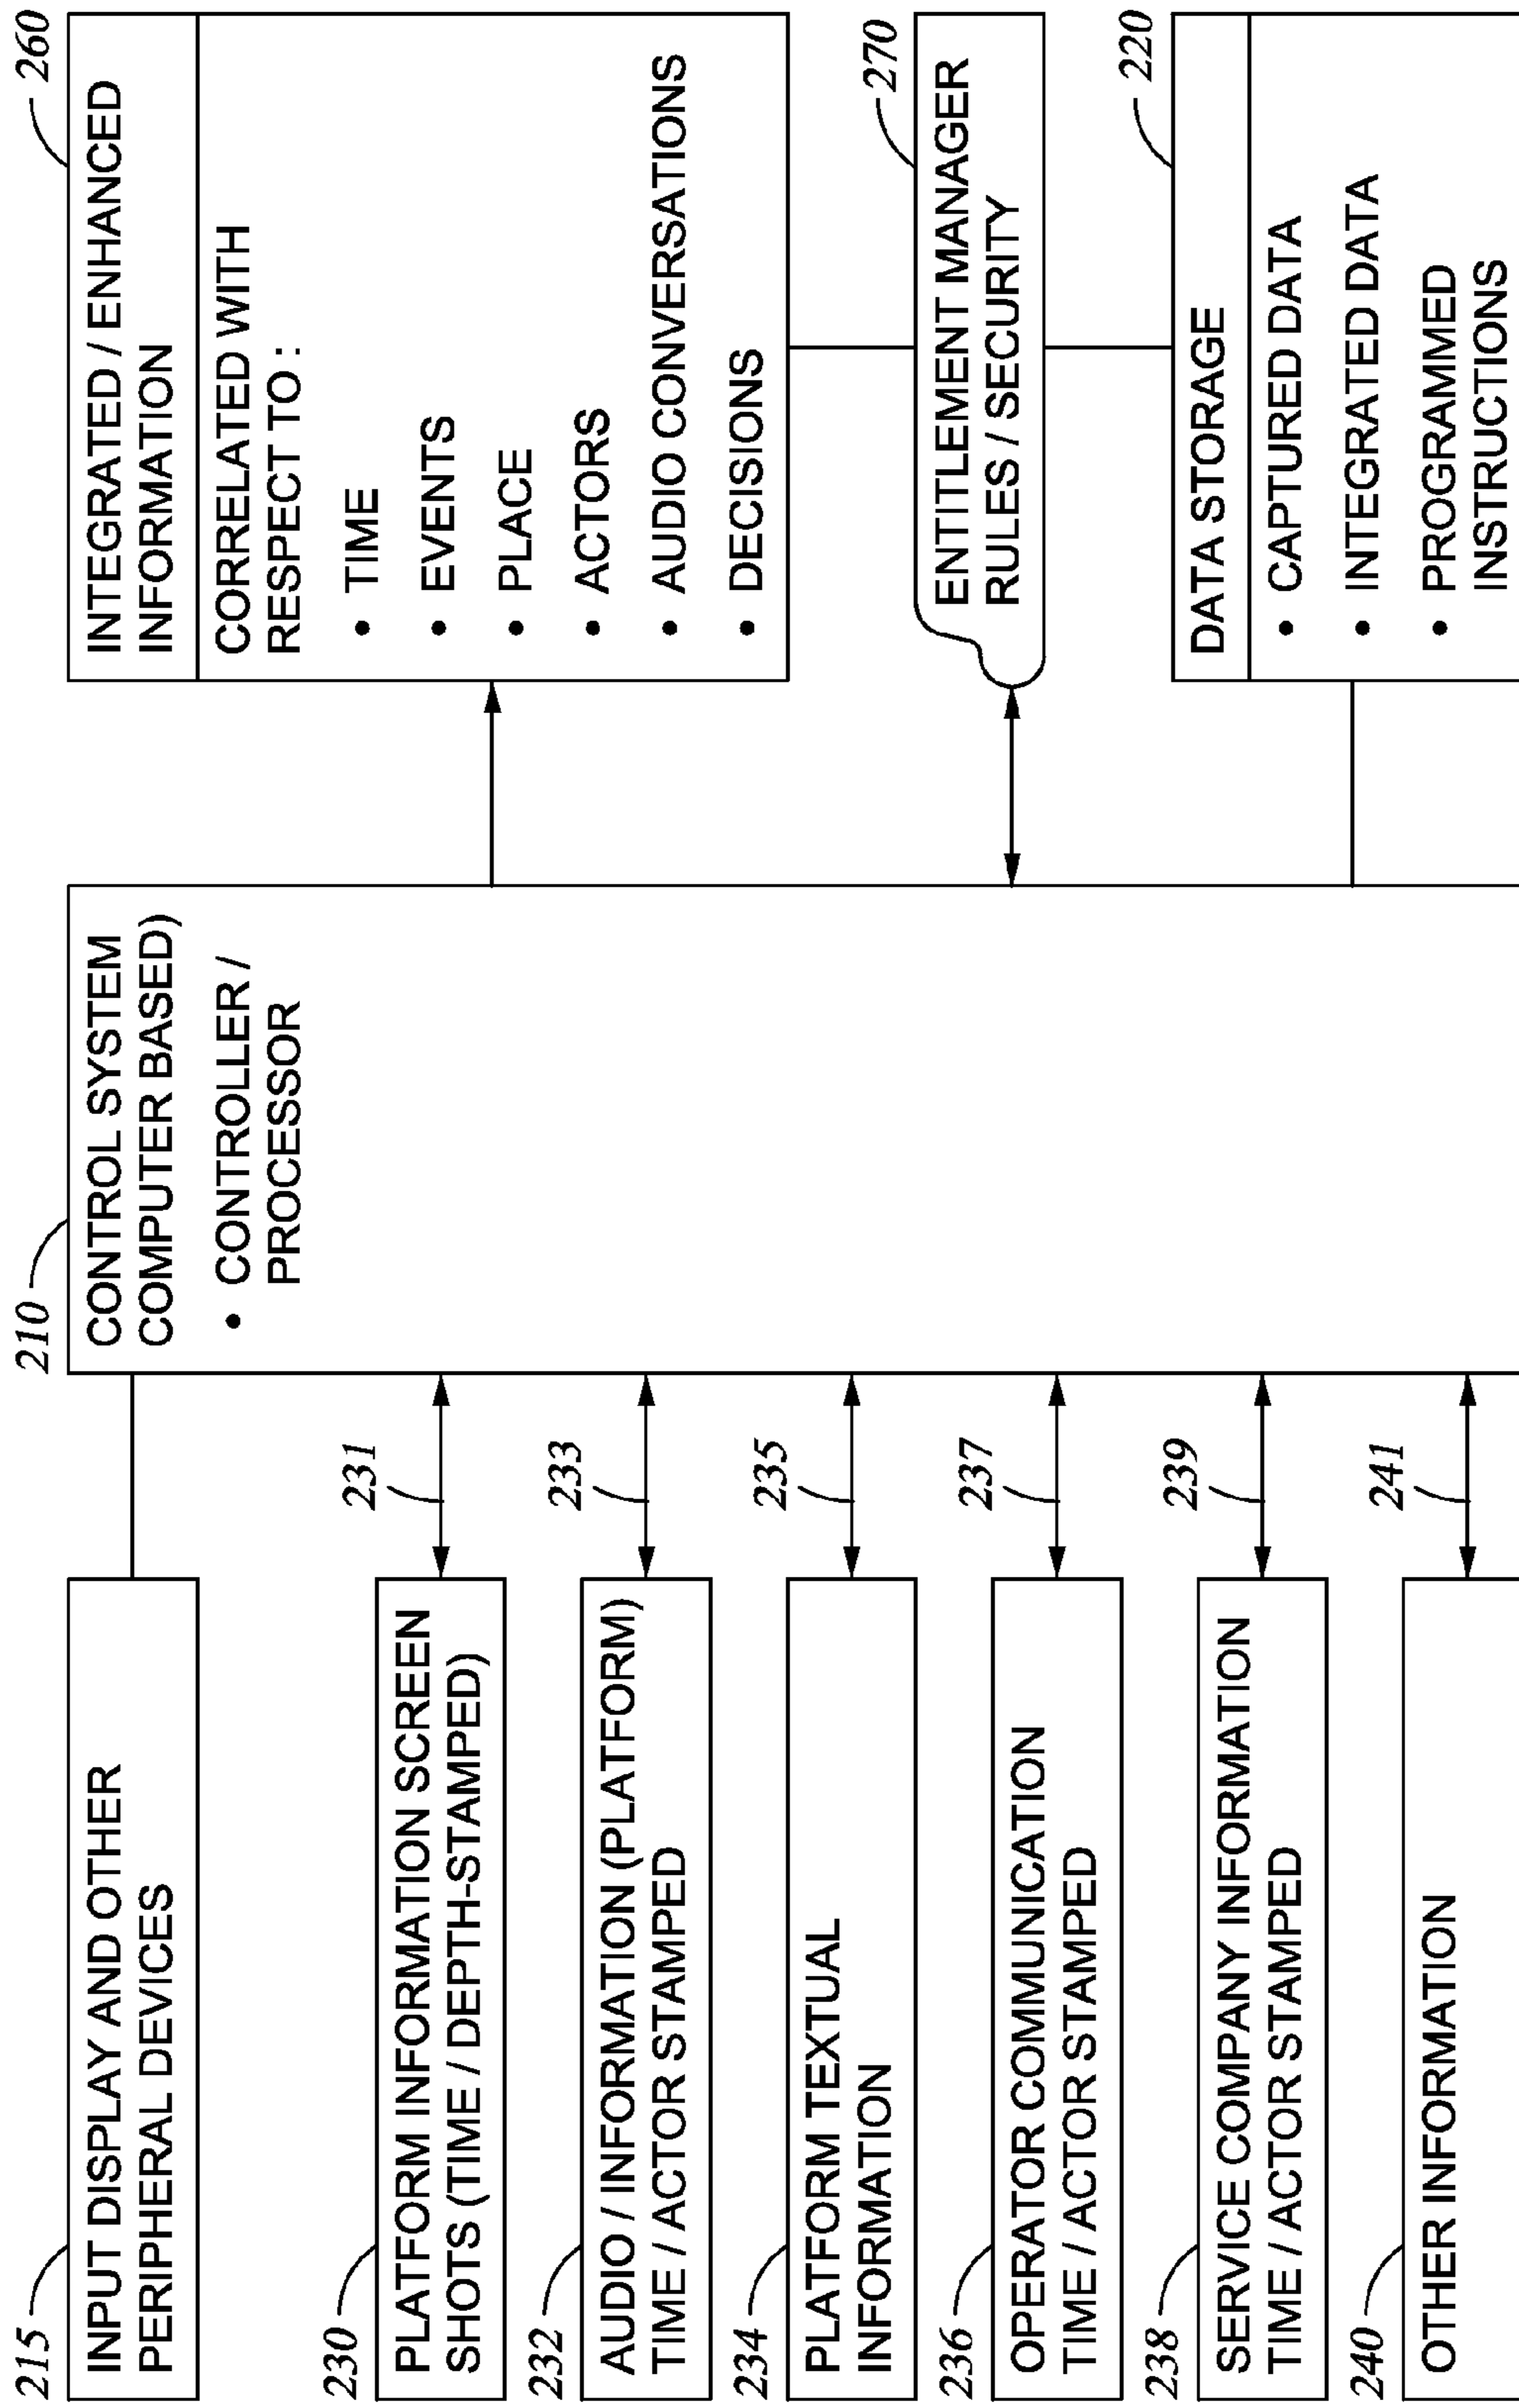 215
INPUT DISPLAY AND OTHER
PERIPHERAL DEVICES
230
PLATFORM INFORMATION SCREEN
SHOTS (TIME / DEPTH-STAMPED)
231
232
AUDIO / INFORMATION (PLATFORM)
TIME / ACTOR STAMPED
233
234
PLATFORM TEXTUAL
INFORMATION
235
236
OPERATOR COMMUNICATION
TIME / ACTOR STAMPED
237
238
SERVICE COMPANY INFORMATION
TIME / ACTOR STAMPED
239
240
OTHER INFORMATION
241
210
CONTROL SYSTEM
COMPUTER BASED)
• CONTROLLER /
PROCESSOR
260
INTEGRATED / ENHANCED
INFORMATION
CORRELATED WITH
RESPECT TO :
• TIME
• EVENTS
• PLACE
• ACTORS
• AUDIO CONVERSATIONS
• DECISIONS
270
ENTITLEMENT MANAGER
RULES / SECURITY
220
DATA STORAGE
• CAPTURED DATA
• INTEGRATED DATA
• PROGRAMMED
INSTRUCTIONS